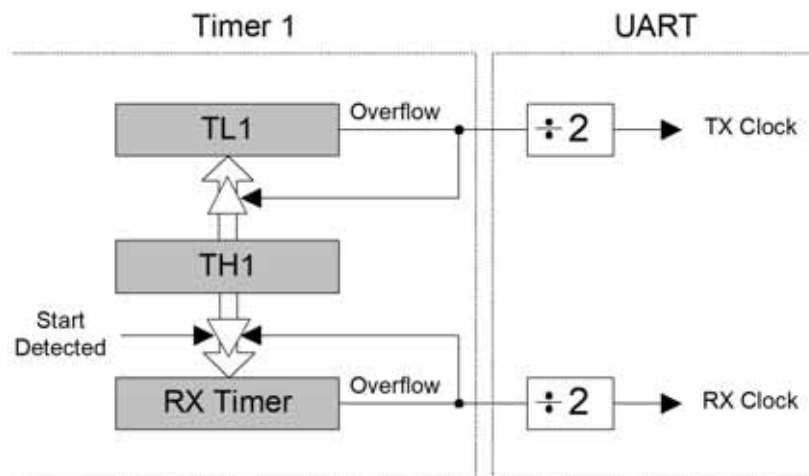 Timer 1
UART
TL1
Overflow
÷2
TX Clock
TH1
Start
Detected
RX Timer
Overflow
÷2
RX Clock